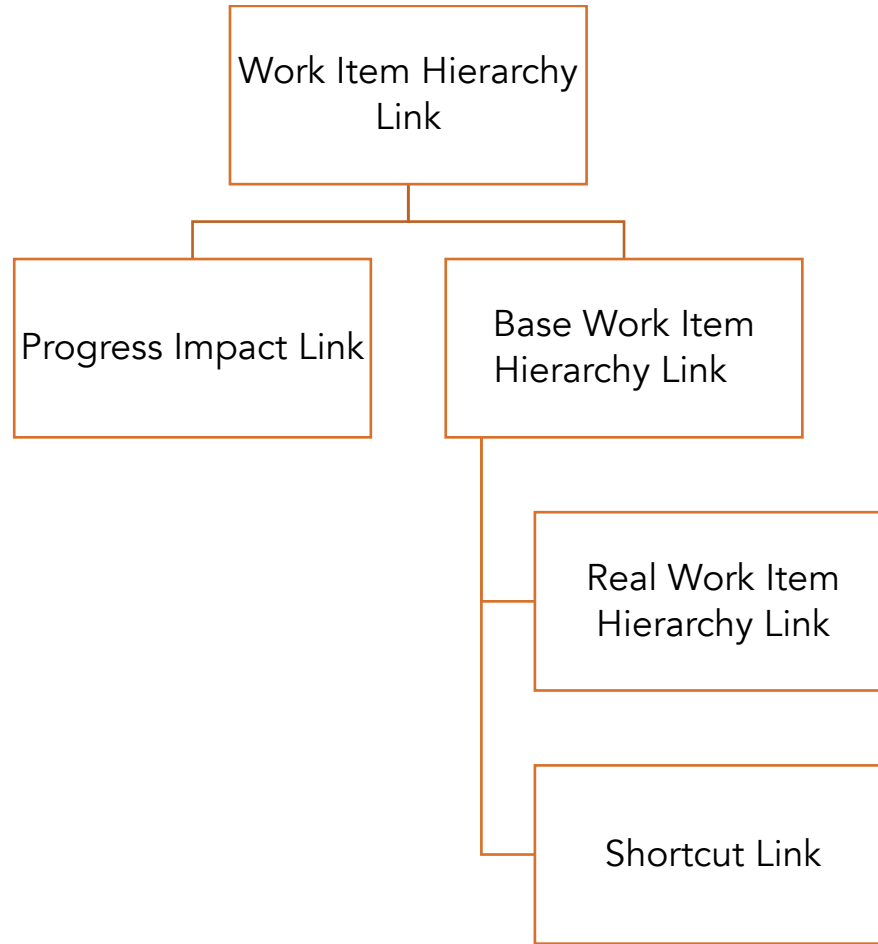 Work Item Hierarchy
Link
Progress Impact Link
Base Work Item
Hierarchy Link
Real Work Item
Hierarchy Link
Shortcut Link